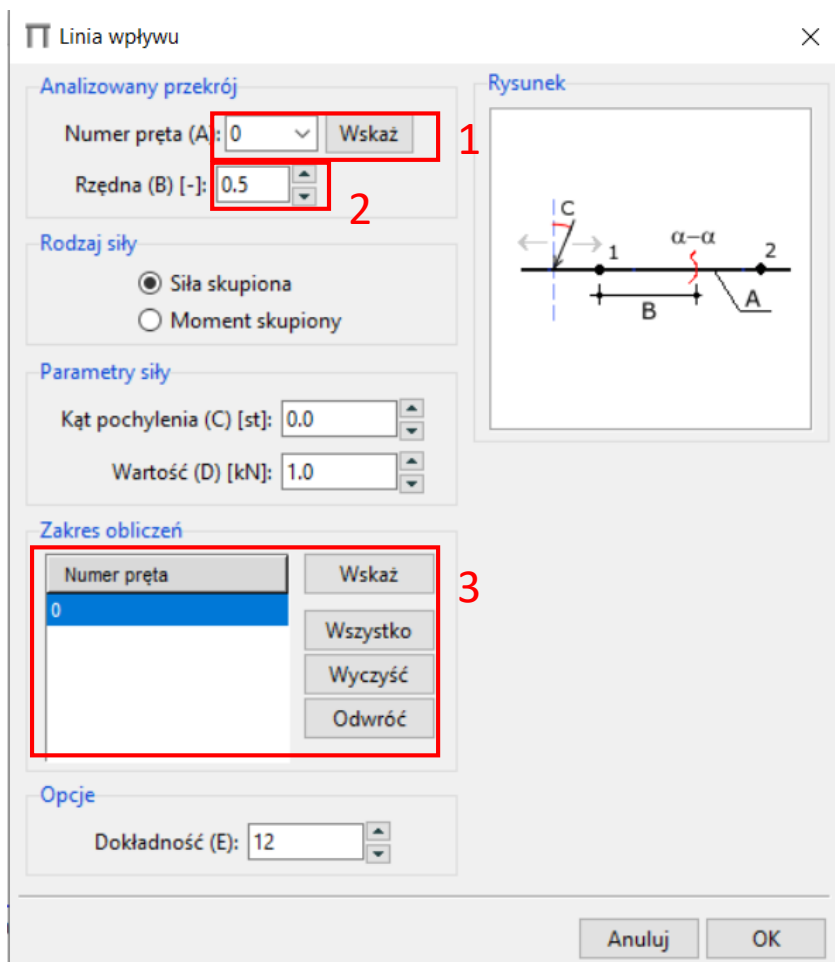 Linia wpływu
Analizowany przekrój
Numer pręta (A): 0 Wskaż 1
Rzędna (B) [-]: 0.5 2
Rodzaj siły
Siła skupiona
Moment skupiony
Parametry siły
Kąt pochylenia (C) [st]: 0.0
Wartość (D) [kN]: 1.0
Zakres obliczeń
Numer pręta Wskaż 3
0
Wszystko
Wyczyść
Odwróć
Opcje
Dokładność (E): 12
Rysunek
C
1 α–α 2
B A
Anuluj OK